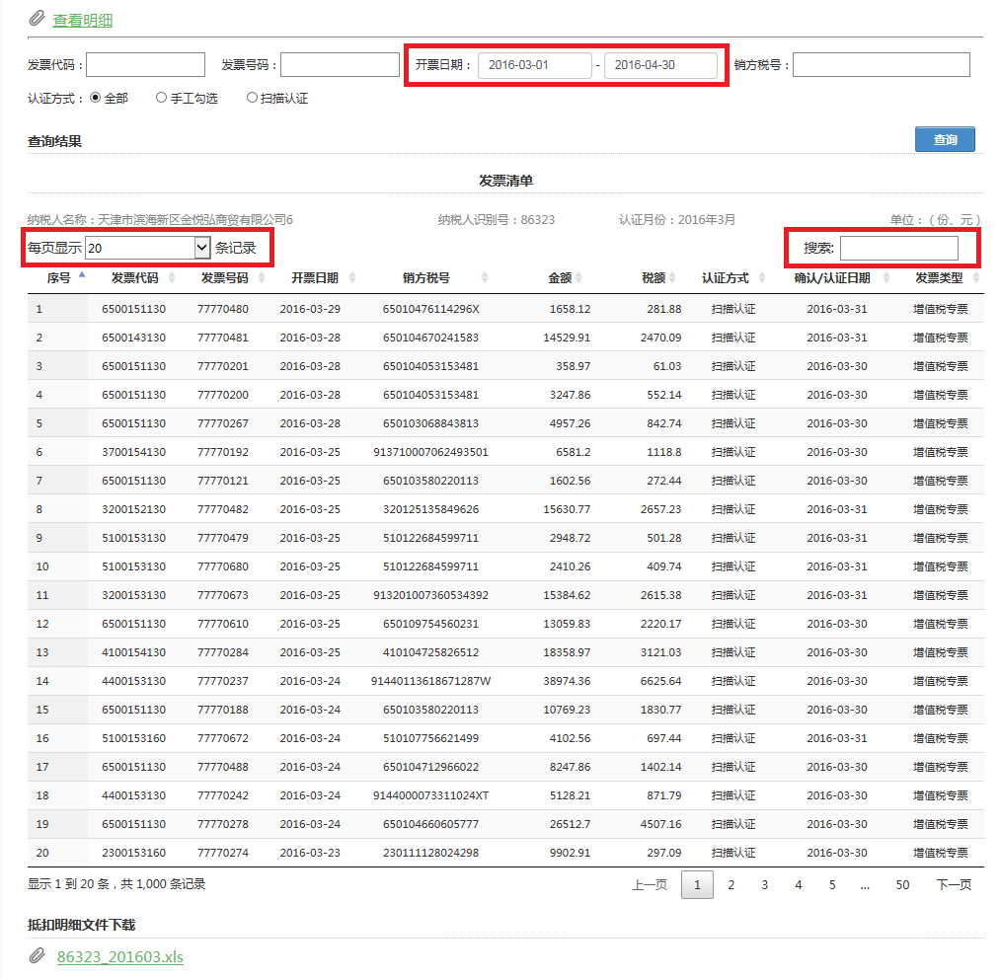 查看明细
发票代码： 发票号码： 开票日期： 2016-03-01 - 2016-04-30 销方税号：
认证方式： 全部 手工勾选 扫描认证
查询结果 查询
发票清单
纳税人名称：天津市滨海新区金悦弘商贸有限公司6 纳税人识别号：86323 认证月份：2016年3月 单位：（份、元）
每页显示 20 条记录 搜索:
序号 发票代码 发票号码 开票日期 销方税号 金额 税额 认证方式 确认/认证日期 发票类型
1 6500151130 77770480 2016-03-29 65010476114296X 1658.12 281.88 扫描认证 2016-03-31 增值税专票
2 6500143130 77770481 2016-03-28 650104670241583 14529.91 2470.09 扫描认证 2016-03-31 增值税专票
3 6500151130 77770201 2016-03-28 650104053153481 358.97 61.03 扫描认证 2016-03-30 增值税专票
4 6500151130 77770200 2016-03-28 650104053153481 3247.86 552.14 扫描认证 2016-03-30 增值税专票
5 6500151130 77770267 2016-03-28 650103068843813 4957.26 842.74 扫描认证 2016-03-30 增值税专票
6 3700154130 77770192 2016-03-25 913710007062493501 6581.2 1118.8 扫描认证 2016-03-30 增值税专票
7 6500151130 77770121 2016-03-25 650103580220113 1602.56 272.44 扫描认证 2016-03-30 增值税专票
8 3200152130 77770482 2016-03-25 320125135849626 15630.77 2657.23 扫描认证 2016-03-31 增值税专票
9 5100153130 77770479 2016-03-25 510122684599711 2948.72 501.28 扫描认证 2016-03-31 增值税专票
10 5100153130 77770680 2016-03-25 510122684599711 2410.26 409.74 扫描认证 2016-03-31 增值税专票
11 3200153130 77770673 2016-03-25 913201007360534392 15384.62 2615.38 扫描认证 2016-03-31 增值税专票
12 6500151130 77770610 2016-03-25 650109754560231 13059.83 2220.17 扫描认证 2016-03-30 增值税专票
13 4100154130 77770284 2016-03-25 410104725826512 18358.97 3121.03 扫描认证 2016-03-30 增值税专票
14 4400153130 77770237 2016-03-24 91440113618671287W 38974.36 6625.64 扫描认证 2016-03-30 增值税专票
15 6500151130 77770188 2016-03-24 650103580220113 10769.23 1830.77 扫描认证 2016-03-30 增值税专票
16 5100153160 77770672 2016-03-24 510107756621499 4102.56 697.44 扫描认证 2016-03-31 增值税专票
17 6500151130 77770488 2016-03-24 650104712966022 8247.86 1402.14 扫描认证 2016-03-30 增值税专票
18 4400153130 77770242 2016-03-24 9144000073311024XT 5128.21 871.79 扫描认证 2016-03-30 增值税专票
19 6500151130 77770278 2016-03-24 650104660605777 26512.7 4507.16 扫描认证 2016-03-30 增值税专票
20 2300153160 77770274 2016-03-23 230111128024298 9902.91 297.09 扫描认证 2016-03-30 增值税专票
显示 1 到 20 条，共 1,000 条记录 上一页 1 2 3 4 5 ... 50 下一页
抵扣明细文件下载
86323_201603.xls